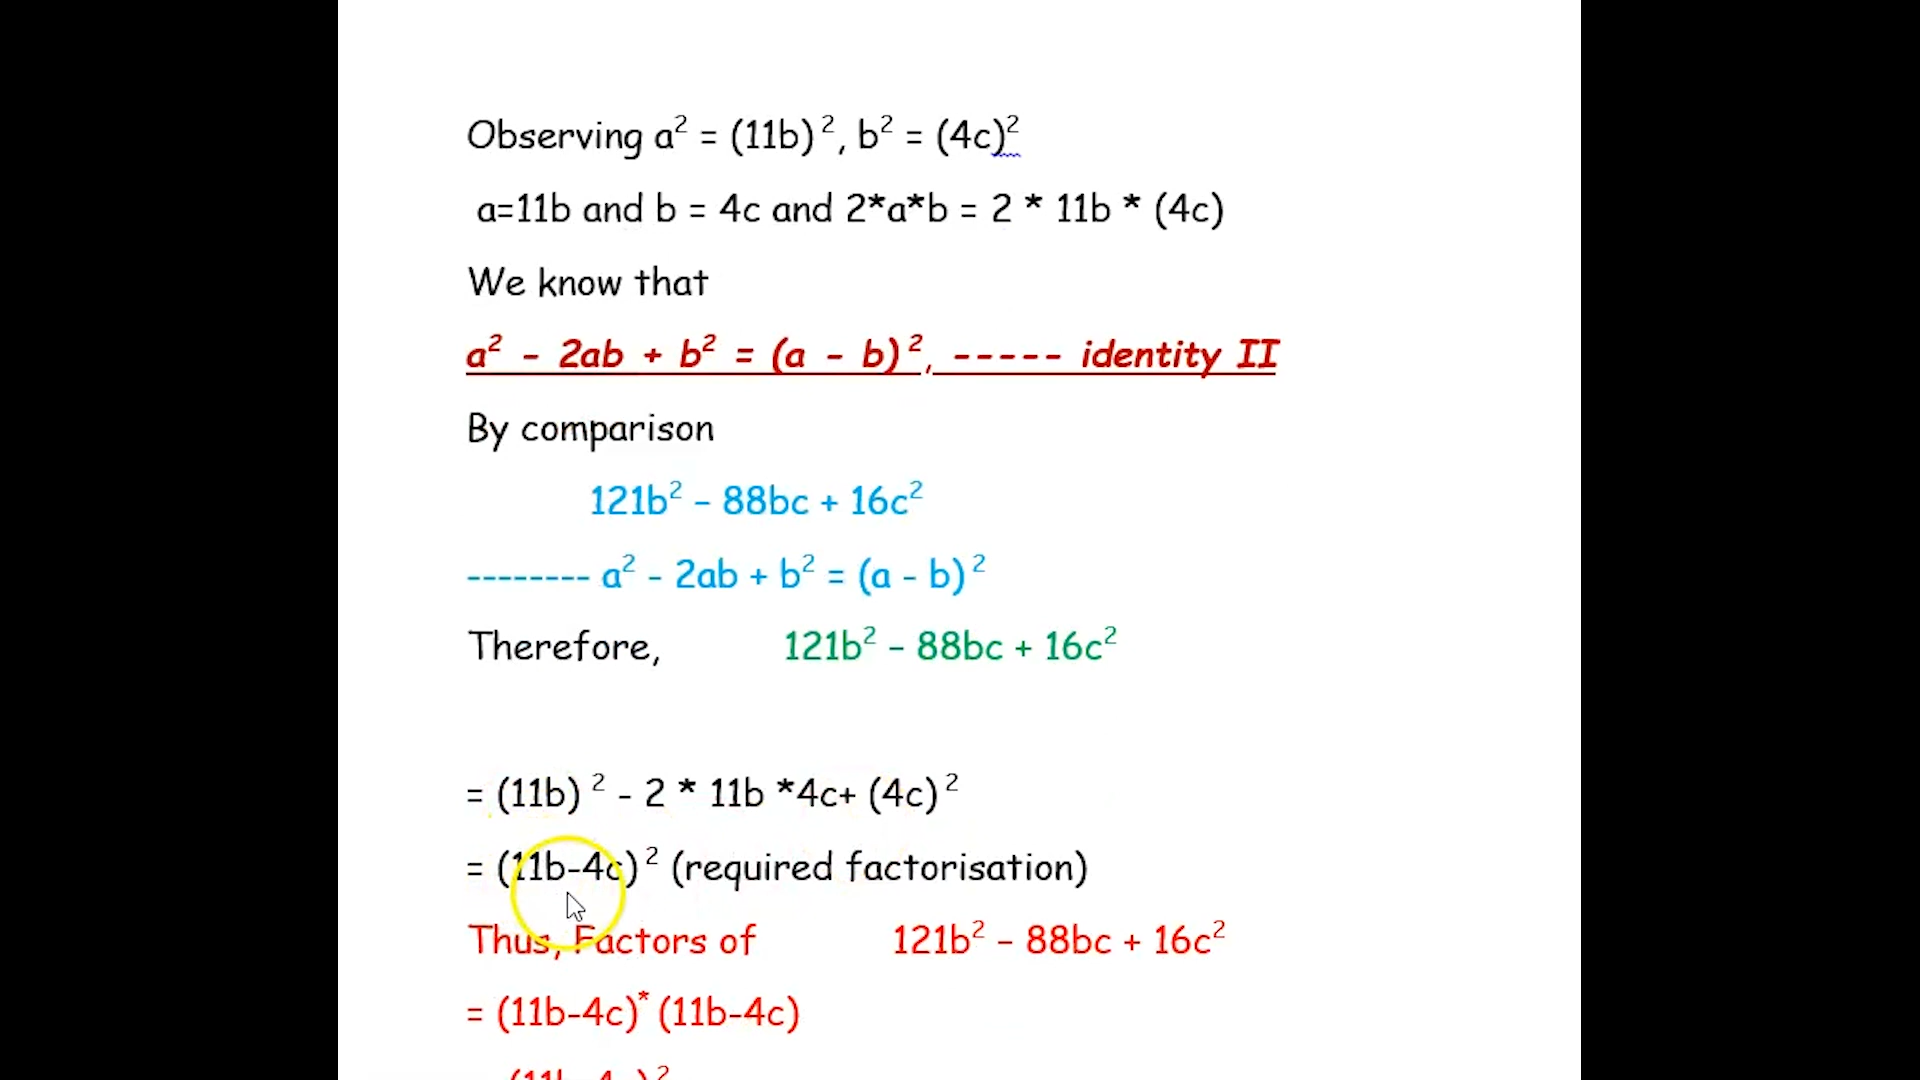 Observing a² = (11b) ², b² = (4c)²
a=11b and b = 4c and 2*a*b = 2 * 11b * (4c)
We know that
a² - 2ab + b² = (a - b) ², ----- identity II
By comparison
121b² – 88bc + 16c²
-------- a² - 2ab + b² = (a - b) ²
Therefore, 121b² – 88bc + 16c²
= (11b) ² - 2 * 11b *4c+ (4c) ²
= (11b-4c) ² (required factorisation)
Thus, Factors of 121b² – 88bc + 16c²
= (11b-4c)* (11b-4c)